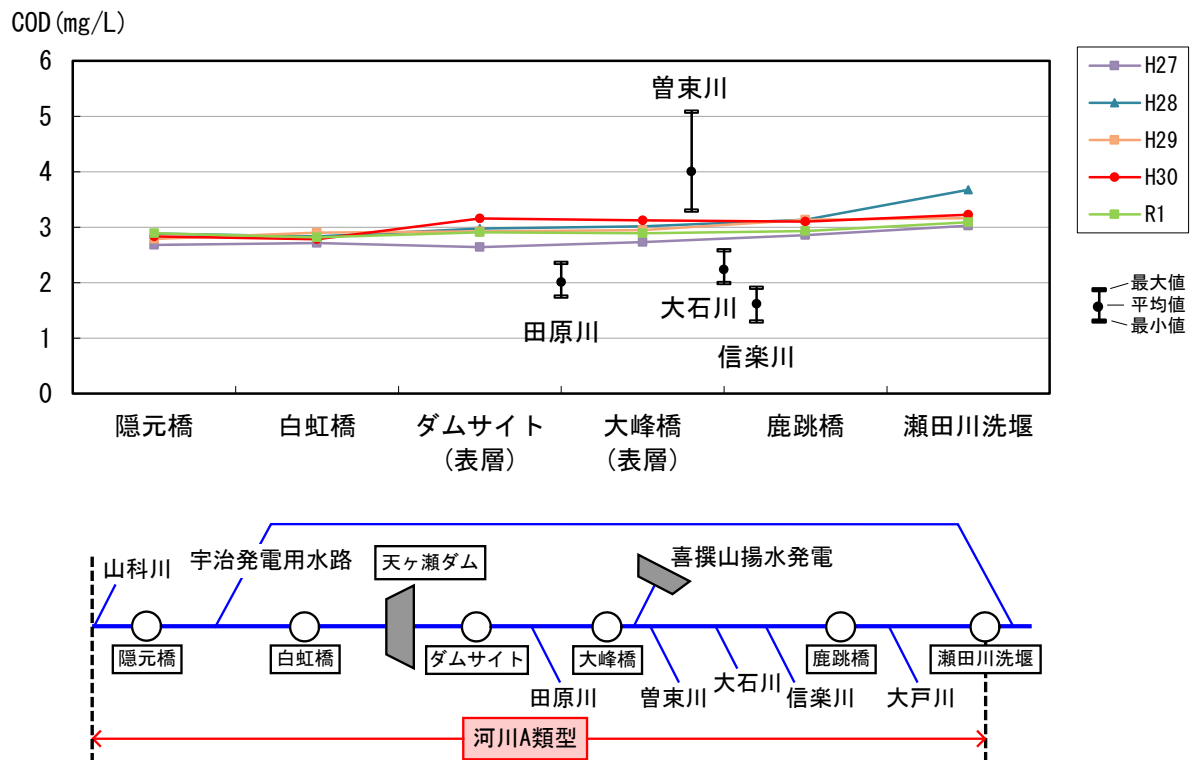 COD(mg/L)
6
5
4
3
2
1
0
曽束川
田原川
大石川
信楽川
H27
H28
H29
H30
R1
最大値
平均値
最小値
隠元橋
白虹橋
ダムサイト
(表層)
大峰橋
(表層)
鹿跳橋
瀬田川洗堰
山科川
宇治発電用水路
天ヶ瀬ダム
喜撰山揚水発電
隠元橋
白虹橋
ダムサイト
大峰橋
鹿跳橋
瀬田川洗堰
田原川
曽束川
大石川
信楽川
大戸川
河川A類型